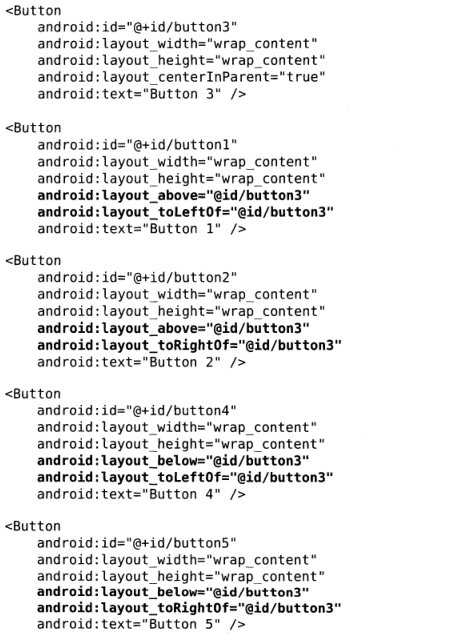 <Button
    android:id="@+id/button3"
    android:layout_width="wrap_content"
    android:layout_height="wrap_content"
    android:layout_centerInParent="true"
    android:text="Button 3" />

<Button
    android:id="@+id/button1"
    android:layout_width="wrap_content"
    android:layout_height="wrap_content"
    android:layout_above="@id/button3"
    android:layout_toLeftOf="@id/button3"
    android:text="Button 1" />

<Button
    android:id="@+id/button2"
    android:layout_width="wrap_content"
    android:layout_height="wrap_content"
    android:layout_above="@id/button3"
    android:layout_toRightOf="@id/button3"
    android:text="Button 2" />

<Button
    android:id="@+id/button4"
    android:layout_width="wrap_content"
    android:layout_height="wrap_content"
    android:layout_below="@id/button3"
    android:layout_toLeftOf="@id/button3"
    android:text="Button 4" />

<Button
    android:id="@+id/button5"
    android:layout_width="wrap_content"
    android:layout_height="wrap_content"
    android:layout_below="@id/button3"
    android:layout_toRightOf="@id/button3"
    android:text="Button 5" />